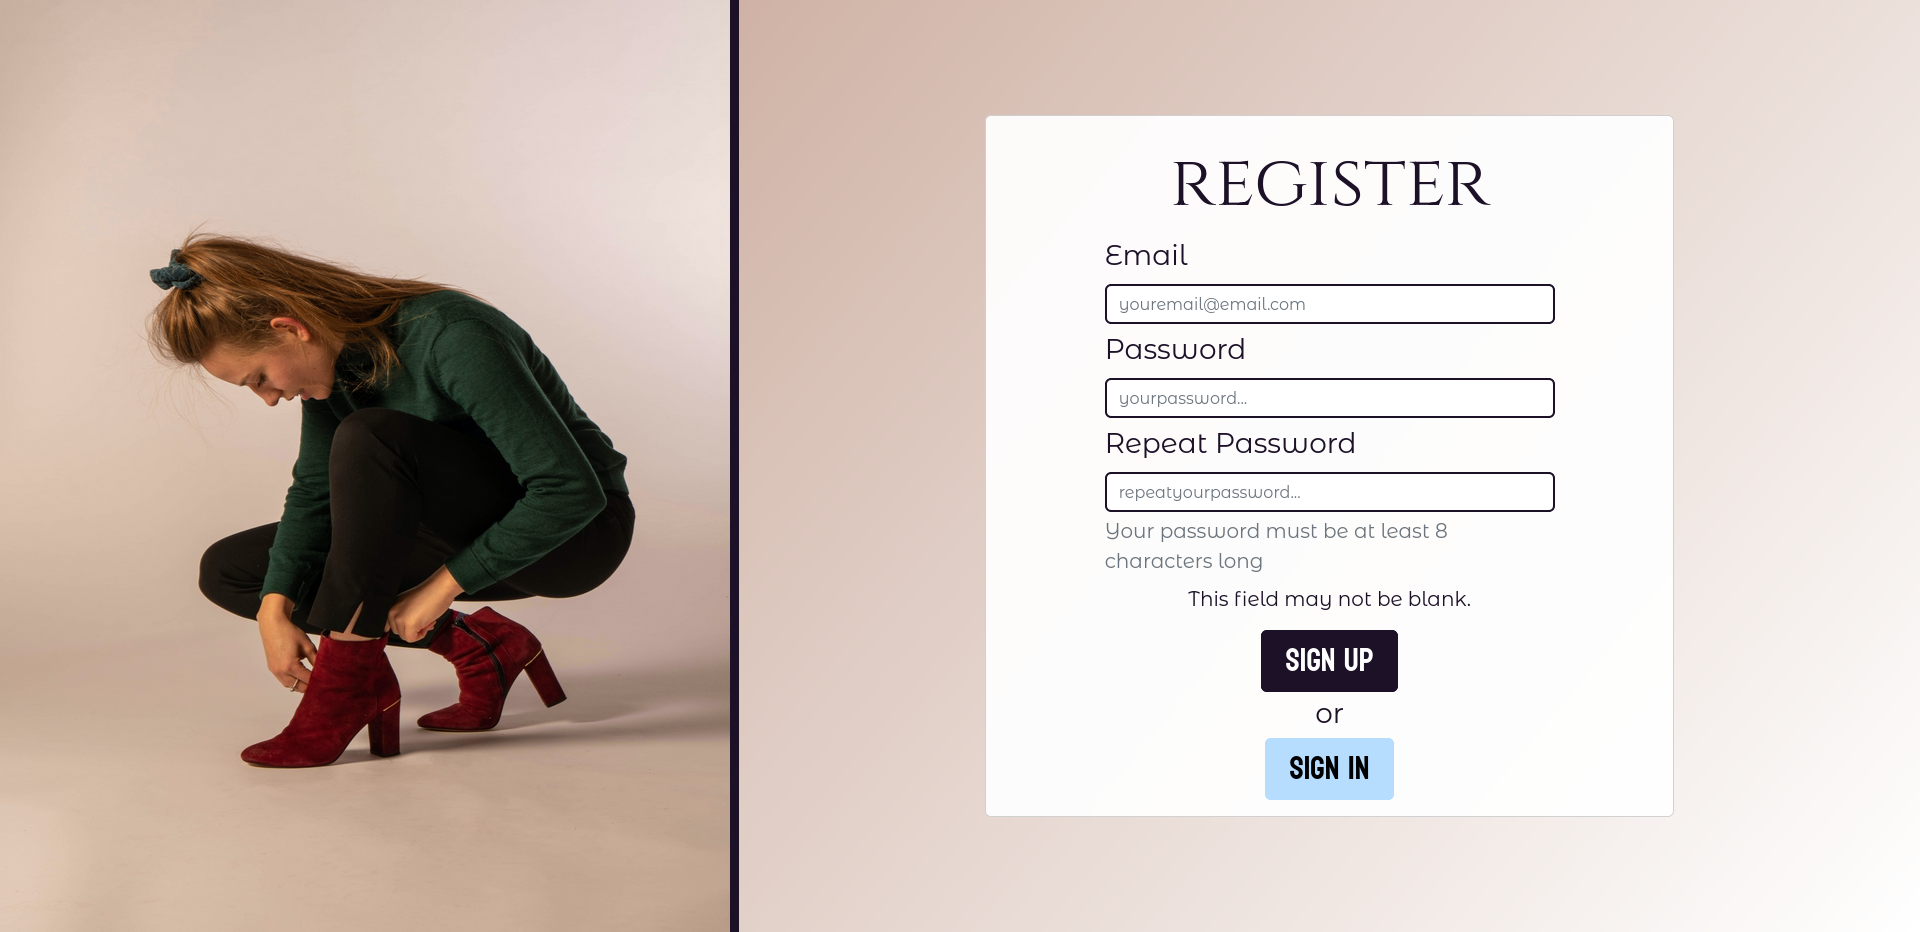 REGISTER
Email
youremail@email.com
Password
yourpassword...
Repeat Password
repeatyourpassword...
Your password must be at least 8
characters long
This field may not be blank.
SIGN UP
or
SIGN IN